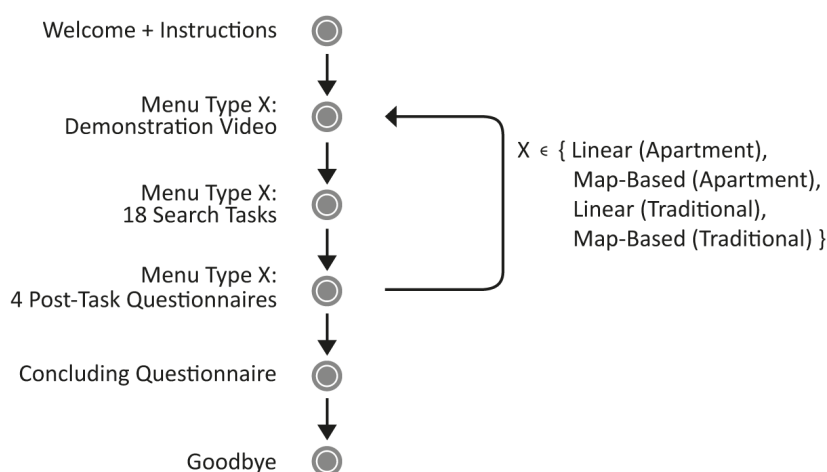 Welcome + Instructions
Menu Type X:
Demonstration Video
Menu Type X:
18 Search Tasks
Menu Type X:
4 Post-Task Questionnaires
Concluding Questionnaire
Goodbye
X ϵ { Linear (Apartment),
Map-Based (Apartment),
Linear (Traditional),
Map-Based (Traditional) }